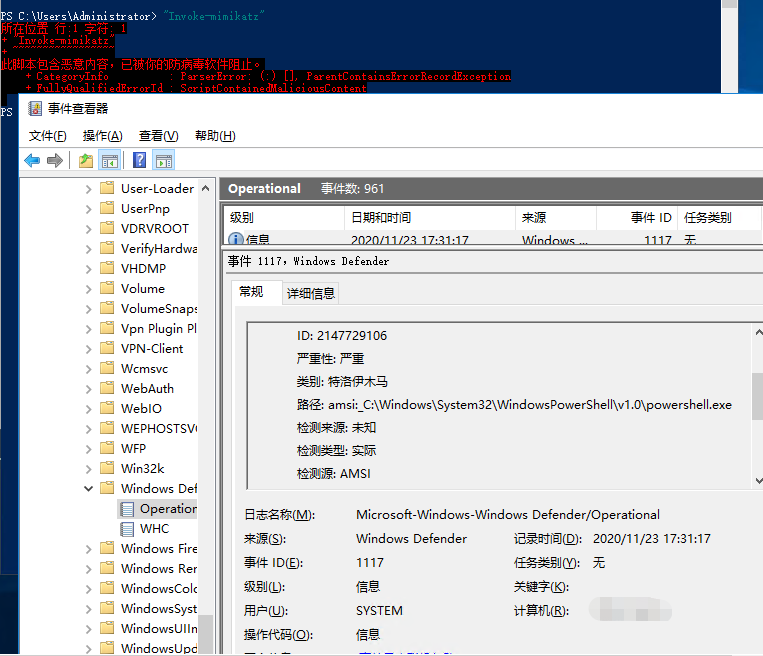 PS C:\Users\Administrator> "Invoke-mimikatz"
所在位置 行:1 字符: 1
+ "Invoke-mimikatz"
+ ~~~~~~~~~~~~~~~~~
此脚本包含恶意内容，已被你的防病毒软件阻止。
+ CategoryInfo : ParserError: (:) [], ParentContainsErrorRecordException
+ FullyQualifiedErrorId : ScriptContainedMaliciousContent
PS
事件查看器
文件(F) 操作(A) 查看(V) 帮助(H)
User-Loader
UserPnp
VDRVROOT
VerifyHardwa
VHDMP
Volume
VolumeSnaps
Vpn Plugin Pl
VPN-Client
Wcmsvc
WebAuth
WebIO
WEPHOSTSV
WFP
Win32k
Windows Def
Operation
WHC
Windows Fire
Windows Rer
WindowsColo
WindowsSyst
WindowsUIIn
WindowsUpd
Operational 事件数: 961
级别 日期和时间 来源 事件 ID 任务类别
信息 2020/11/23 17:31:17 Windows ... 1117 无
事件 1117，Windows Defender
常规 详细信息
ID: 2147729106
严重性: 严重
类别: 特洛伊木马
路径: amsi:_C:\Windows\System32\WindowsPowerShell\v1.0\powershell.exe
检测来源: 未知
检测类型: 实际
检测源: AMSI
日志名称(M): Microsoft-Windows-Windows Defender/Operational
来源(S): Windows Defender 记录时间(D): 2020/11/23 17:31:17
事件 ID(E): 1117 任务类别(Y): 无
级别(L): 信息 关键字(K):
用户(U): SYSTEM 计算机(R):
操作代码(O): 信息